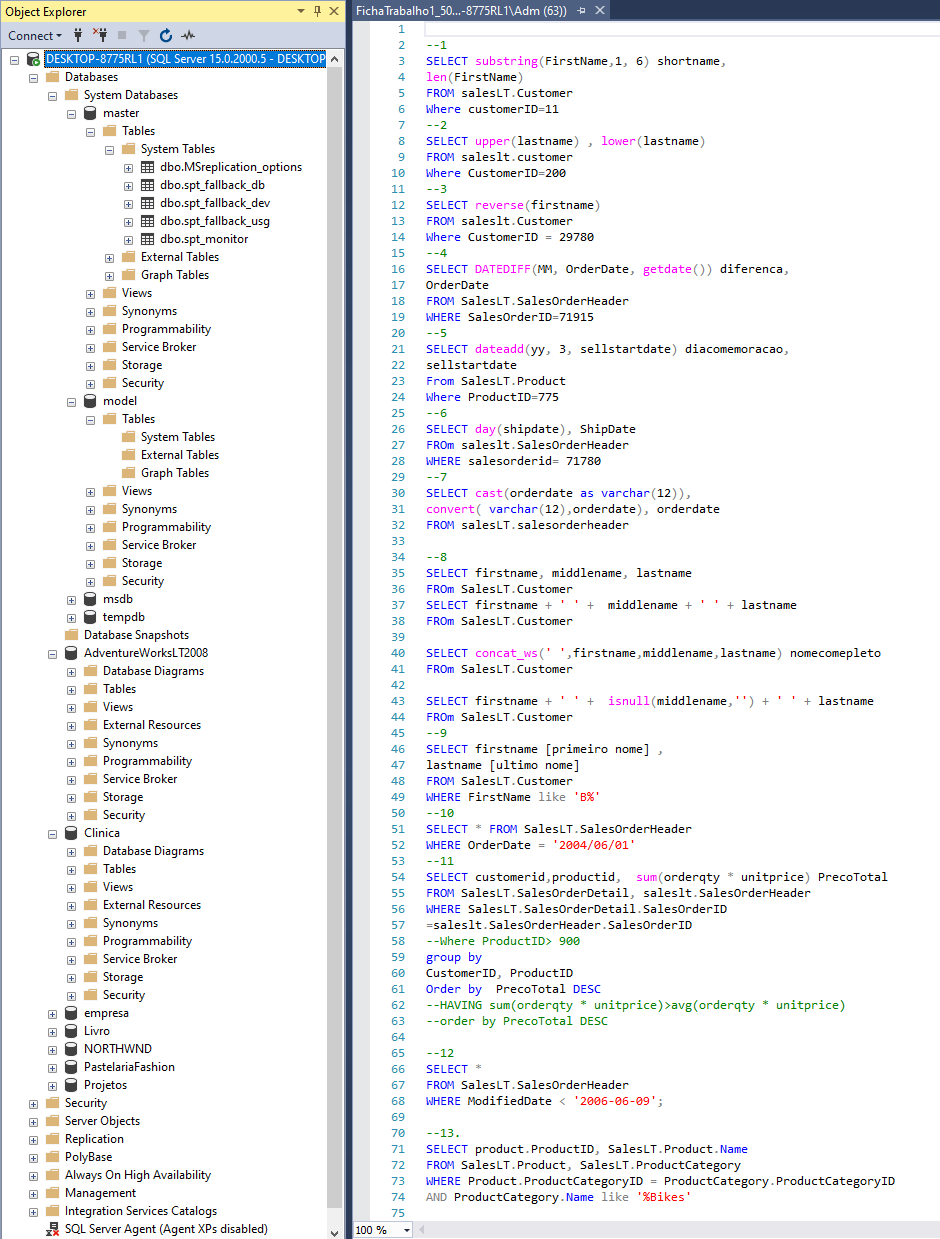 Object Explorer
Connect
DESKTOP-8775RL1 (SQL Server 15.0.2000.5 - DESKTOP
Databases
System Databases
master
Tables
System Tables
dbo.MSreplication_options
dbo.spt_fallback_db
dbo.spt_fallback_dev
dbo.spt_fallback_usg
dbo.spt_monitor
External Tables
Graph Tables
Views
Synonyms
Programmability
Service Broker
Storage
Security
model
Tables
System Tables
External Tables
Graph Tables
Views
Synonyms
Programmability
Service Broker
Storage
Security
msdb
tempdb
Database Snapshots
AdventureWorksLT2008
Database Diagrams
Tables
Views
External Resources
Synonyms
Programmability
Service Broker
Storage
Security
Clinica
Database Diagrams
Tables
Views
External Resources
Synonyms
Programmability
Service Broker
Storage
Security
empresa
Livro
NORTHWND
PastelariaFashion
Projetos
Security
Server Objects
Replication
PolyBase
Always On High Availability
Management
Integration Services Catalogs
SQL Server Agent (Agent XPs disabled)
FichaTrabalho1_50...-8775RL1\Adm (63))
1
2 --1
3 SELECT substring(FirstName,1, 6) shortname,
4 len(FirstName)
5 FROM salesLT.Customer
6 Where customerID=11
7 --2
8 SELECT upper(lastname) , lower(lastname)
9 FROM saleslt.customer
10 Where CustomerID=200
11 --3
12 SELECT reverse(firstname)
13 FROM saleslt.Customer
14 Where CustomerID = 29780
15 --4
16 SELECT DATEDIFF(MM, OrderDate, getdate()) diferenca,
17 OrderDate
18 FROM SalesLT.SalesOrderHeader
19 WHERE SalesOrderID=71915
20 --5
21 SELECT dateadd(yy, 3, sellstartdate) diacomemoracao,
22 sellstartdate
23 From SalesLT.Product
24 Where ProductID=775
25 --6
26 SELECT day(shipdate), ShipDate
27 FROm saleslt.SalesOrderHeader
28 WHERE salesorderid= 71780
29 --7
30 SELECT cast(orderdate as varchar(12)),
31 convert( varchar(12),orderdate), orderdate
32 FROM salesLT.salesorderheader
33
34 --8
35 SELECT firstname, middlename, lastname
36 FROm SalesLT.Customer
37 SELECT firstname + ' ' +  middlename + ' ' + lastname
38 FROm SalesLT.Customer
39
40 SELECT concat_ws(' ',firstname,middlename,lastname) nomecomepleto
41 FROm SalesLT.Customer
42
43 SELECT firstname + ' ' +  isnull(middlename,'') + ' ' + lastname
44 FROm SalesLT.Customer
45 --9
46 SELECT firstname [primeiro nome] ,
47 lastname [ultimo nome]
48 FROM SalesLT.Customer
49 WHERE FirstName like 'B%'
50 --10
51 SELECT * FROM SalesLT.SalesOrderHeader
52 WHERE OrderDate = '2004/06/01'
53 --11
54 SELECT customerid,productid,  sum(orderqty * unitprice) PrecoTotal
55 FROM SalesLT.SalesOrderDetail, saleslt.SalesOrderHeader
56 WHERE SalesLT.SalesOrderDetail.SalesOrderID
57 =saleslt.SalesOrderHeader.SalesOrderID
58 --Where ProductID> 900
59 group by
60 CustomerID, ProductID
61 Order by  PrecoTotal DESC
62 --HAVING sum(orderqty * unitprice)>avg(orderqty * unitprice)
63 --order by PrecoTotal DESC
64
65 --12
66 SELECT *
67 FROM SalesLT.SalesOrderHeader
68 WHERE ModifiedDate < '2006-06-09';
69
70 --13.
71 SELECT product.ProductID, SalesLT.Product.Name
72 FROM SalesLT.Product, SalesLT.ProductCategory
73 WHERE Product.ProductCategoryID = ProductCategory.ProductCategoryID
74 AND ProductCategory.Name like '%Bikes'
75
100 %